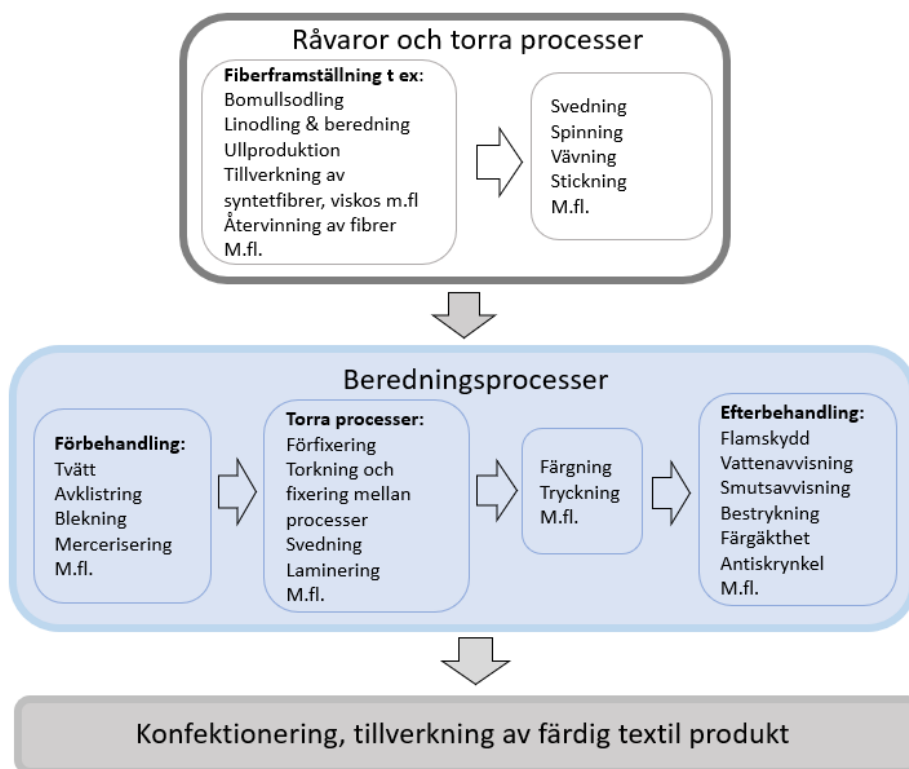 Råvaror och torra processer
Fiberframställning t ex:
Bomullsodling
Linodling & beredning
Ullproduktion
Tillverkning av
syntetfibrer, viskos m.fl
Återvinning av fibrer
M.fl.
Svedning
Spinning
Vävning
Stickning
M.fl.
Beredningsprocesser
Förbehandling:
Tvätt
Avklistring
Blekning
Mercerisering
M.fl.
Torra processer:
Förfixering
Torkning och
fixering mellan
processer
Svedning
Laminering
M.fl.
Färgning
Tryckning
M.fl.
Efterbehandling:
Flamskydd
Vattenavvisning
Smutsavvisning
Bestrykning
Färgäkthet
Antiskrynkel
M.fl.
Konfektionering, tillverkning av färdig textil produkt